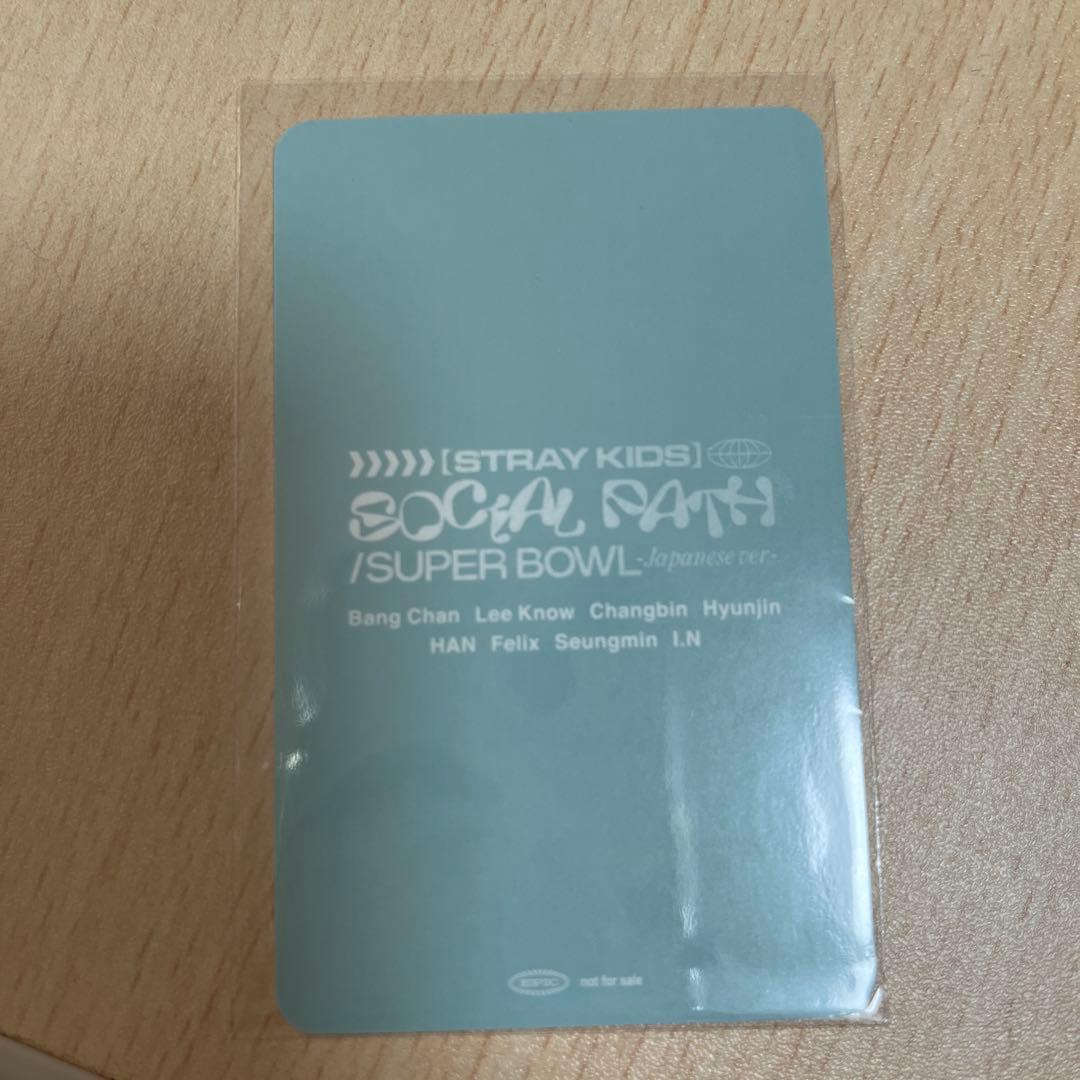 [STRAY KIDS]
SOCIAL PATH
/SUPER BOWL -Japanese ver-
Bang Chan Lee Know Changbin Hyunjin
HAN Felix Seungmin I.N
EPIC not for sale